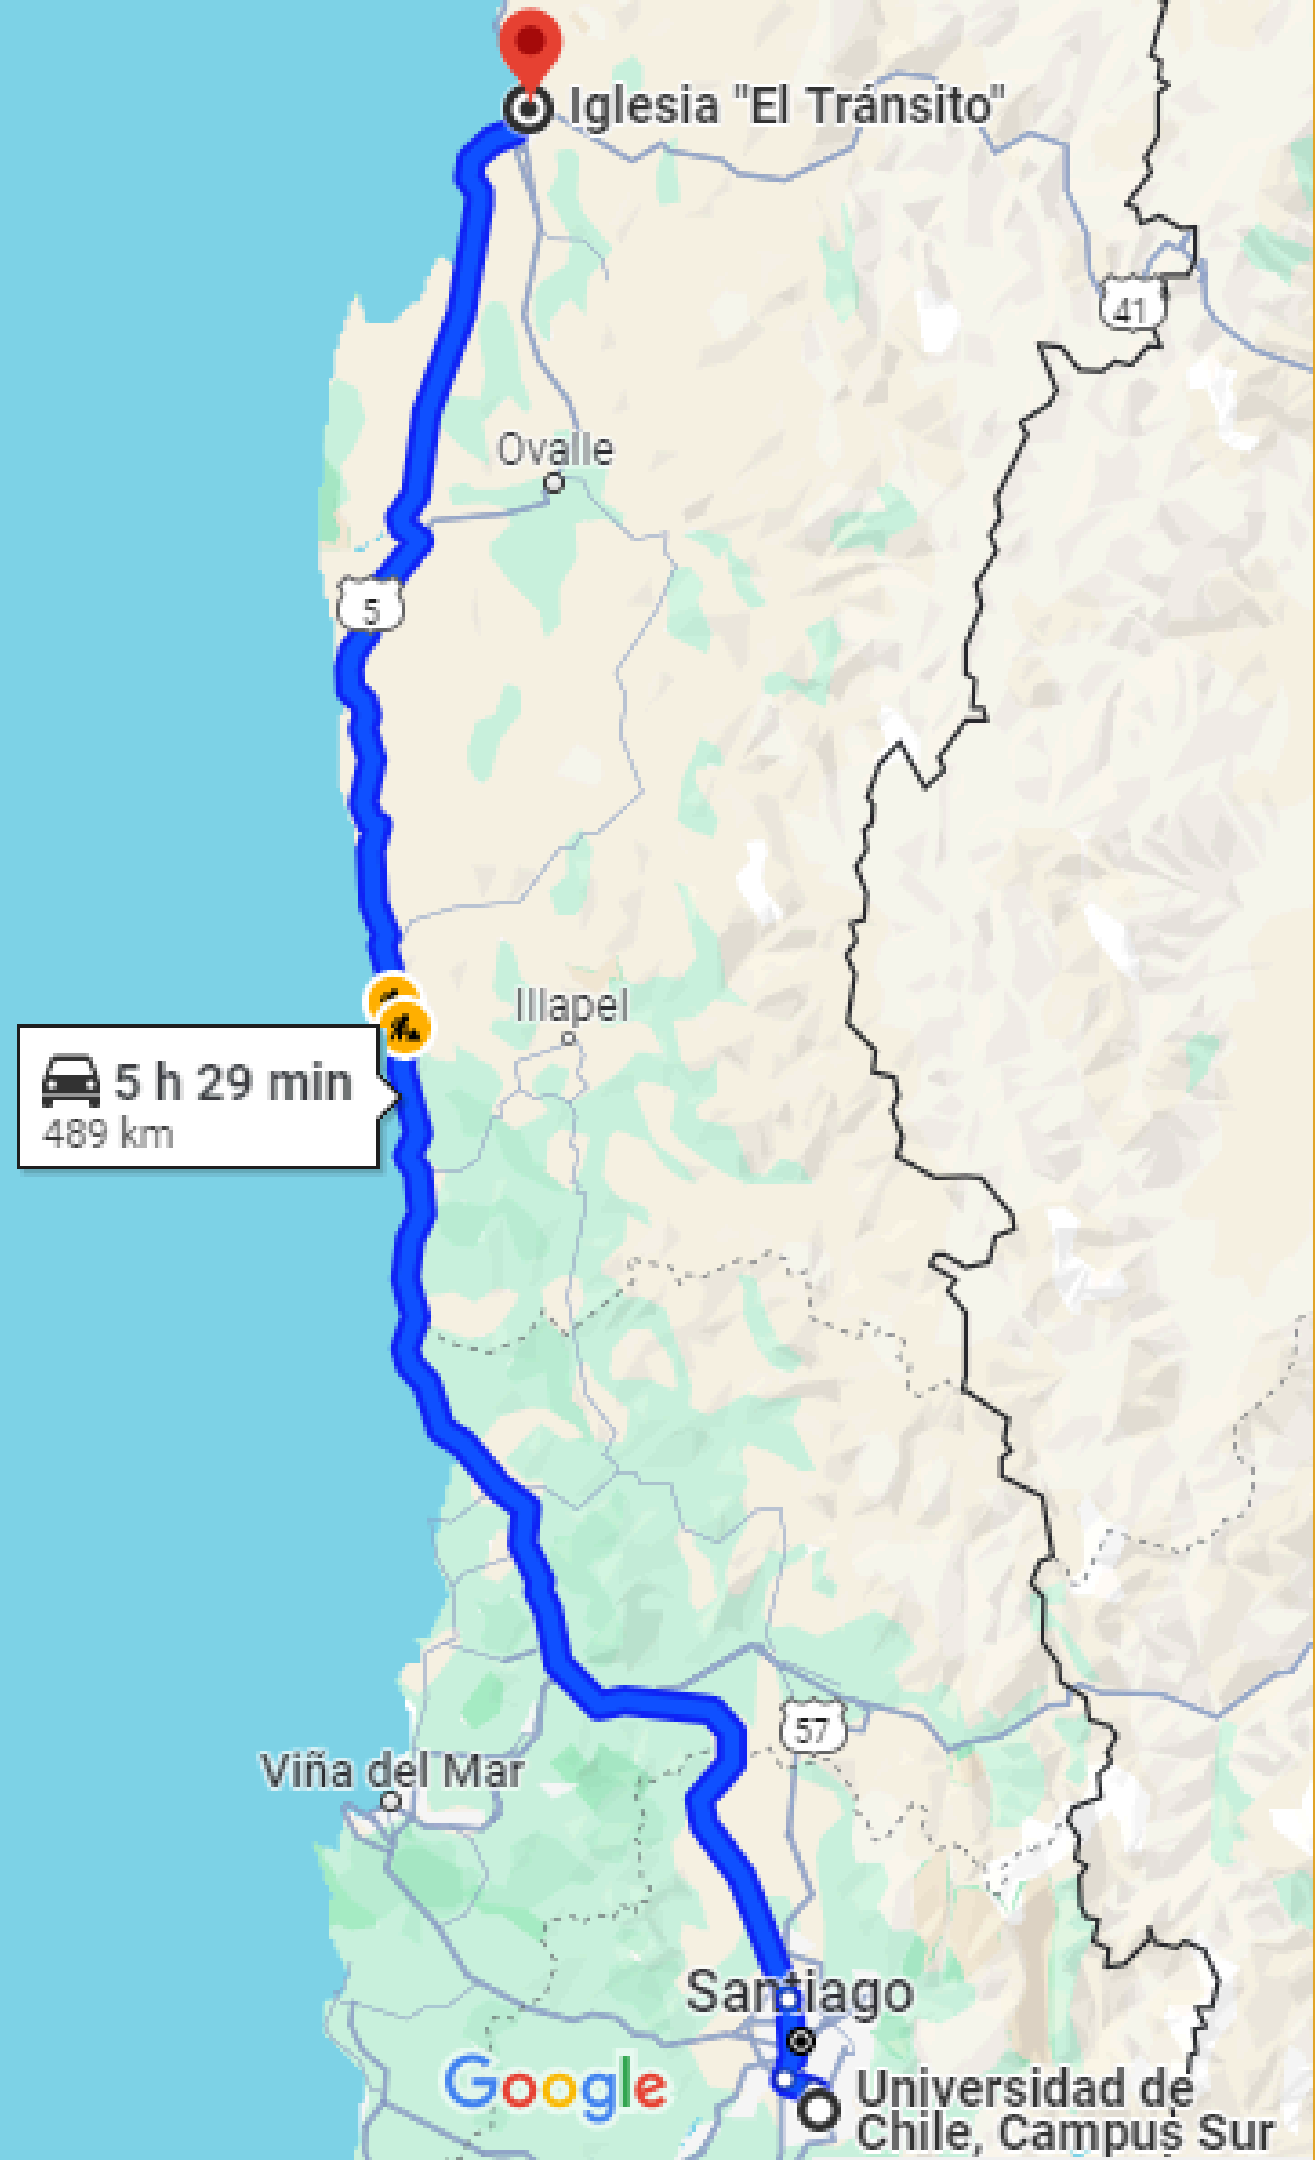 Iglesia "El Tránsito"
41
Ovalle
5
Illapel
5 h 29 min
489 km
57
Viña del Mar
Santiago
Google
Universidad de
Chile, Campus Sur